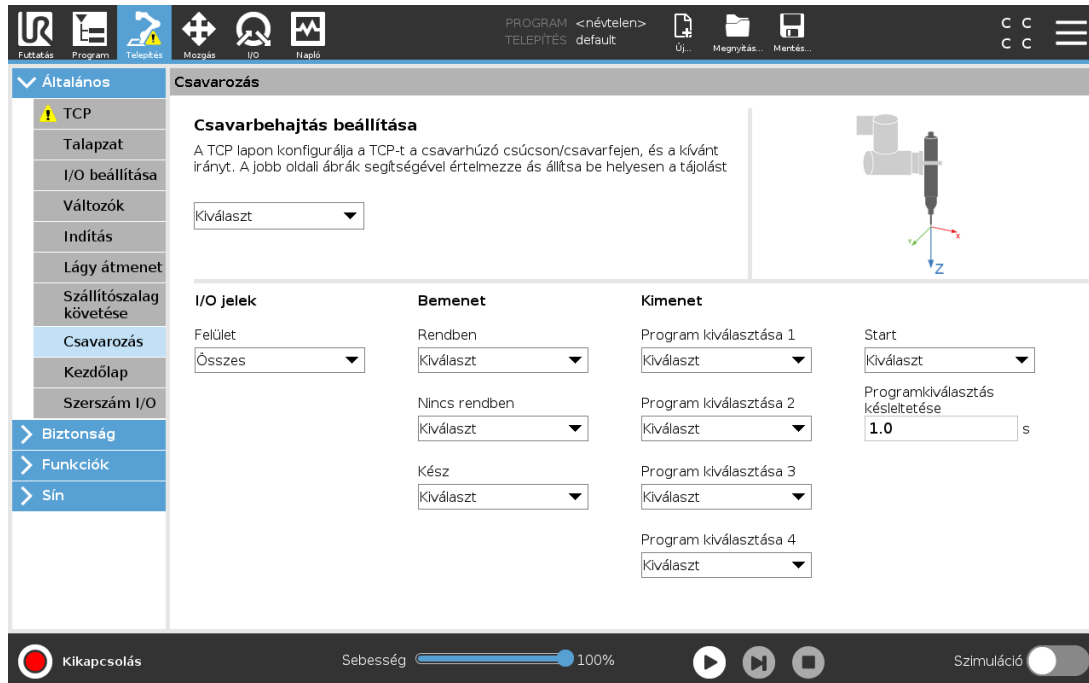 UR
Futtatás
Program
Telepítés
Mozgás
I/O
Napló
PROGRAM <névtelen>
TELEPÍTÉS default
Új...
Megnyitás...
Mentés...
C C
C C
Általános
TCP
Talapzat
I/O beállítása
Változók
Indítás
Lágy átmenet
Szállítószalag
követése
Csavarozás
Kezdőlap
Szerszám I/O
Biztonság
Funkciók
Sín
Csavarozás
Csavarbehajtás beállítása
A TCP lapon konfigurálja a TCP-t a csavarhúzó csúcson/csavarfejen, és a kívánt
irányt. A jobb oldali ábrák segítségével értelmezze ás állítsa be helyesen a tájolást
Kiválaszt
Y
X
Z
I/O jelek
Felület
Összes
Bemenet
Rendben
Kiválaszt
Nincs rendben
Kiválaszt
Kész
Kiválaszt
Kimenet
Program kiválasztása 1
Kiválaszt
Program kiválasztása 2
Kiválaszt
Program kiválasztása 3
Kiválaszt
Program kiválasztása 4
Kiválaszt
Start
Kiválaszt
Programkiválasztás
késleltetése
1.0 s
Kikapcsolás
Sebesség 100%
Szimuláció